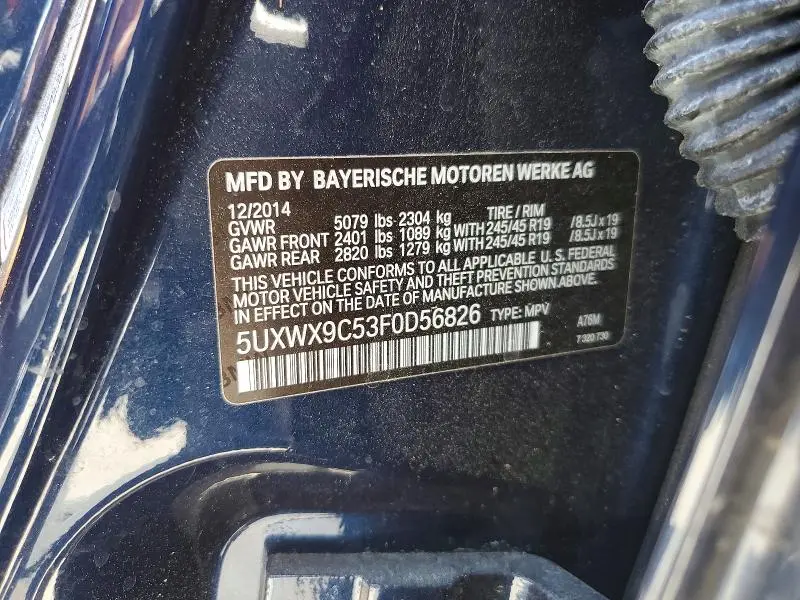 MFD BY BAYERISCHE MOTOREN WERKE AG
12/2014 TIRE / RIM
GVWR 5079 lbs 2304 kg
GAWR FRONT 2401 lbs 1089 kg WITH 245/45 R19 /8.5J x 19
GAWR REAR 2820 lbs 1279 kg WITH 245/45 R19 /8.5J x 19
THIS VEHICLE CONFORMS TO ALL APPLICABLE U.S. FEDERAL
MOTOR VEHICLE SAFETY AND THEFT PREVENTION STANDARDS
IN EFFECT ON THE DATE OF MANUFACTURE SHOWN ABOVE.
5UXWX9C53F0D56826 TYPE: MPV
A76M
7 320 730